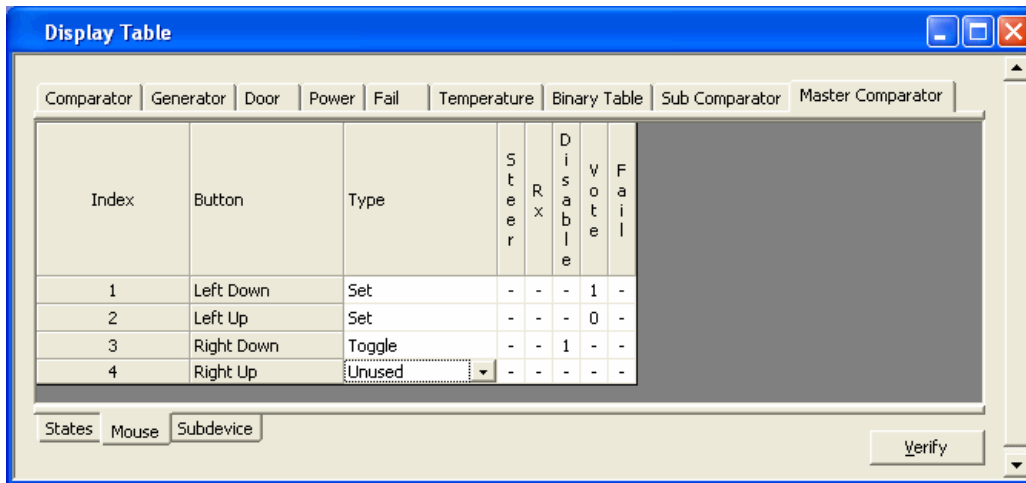 Display Table
Comparator Generator Door Power Fail Temperature Binary Table Sub Comparator Master Comparator
Index Button Type Steer Rx Disable Vote Fail
1 Left Down Set - - - 1 -
2 Left Up Set - - - 0 -
3 Right Down Toggle - - 1 - -
4 Right Up Unused - - - - -
States Mouse Subdevice
Verify